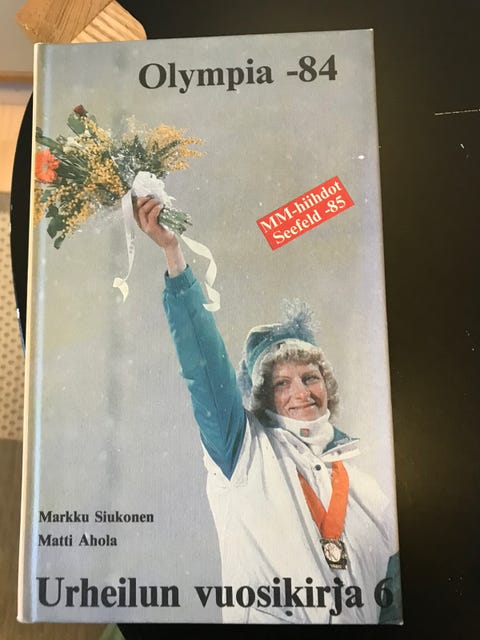 Olympia -84
MM-hiihdot
Seefeld -85
Markku Siukonen
Matti Ahola
Urheilun vuosikirja 6